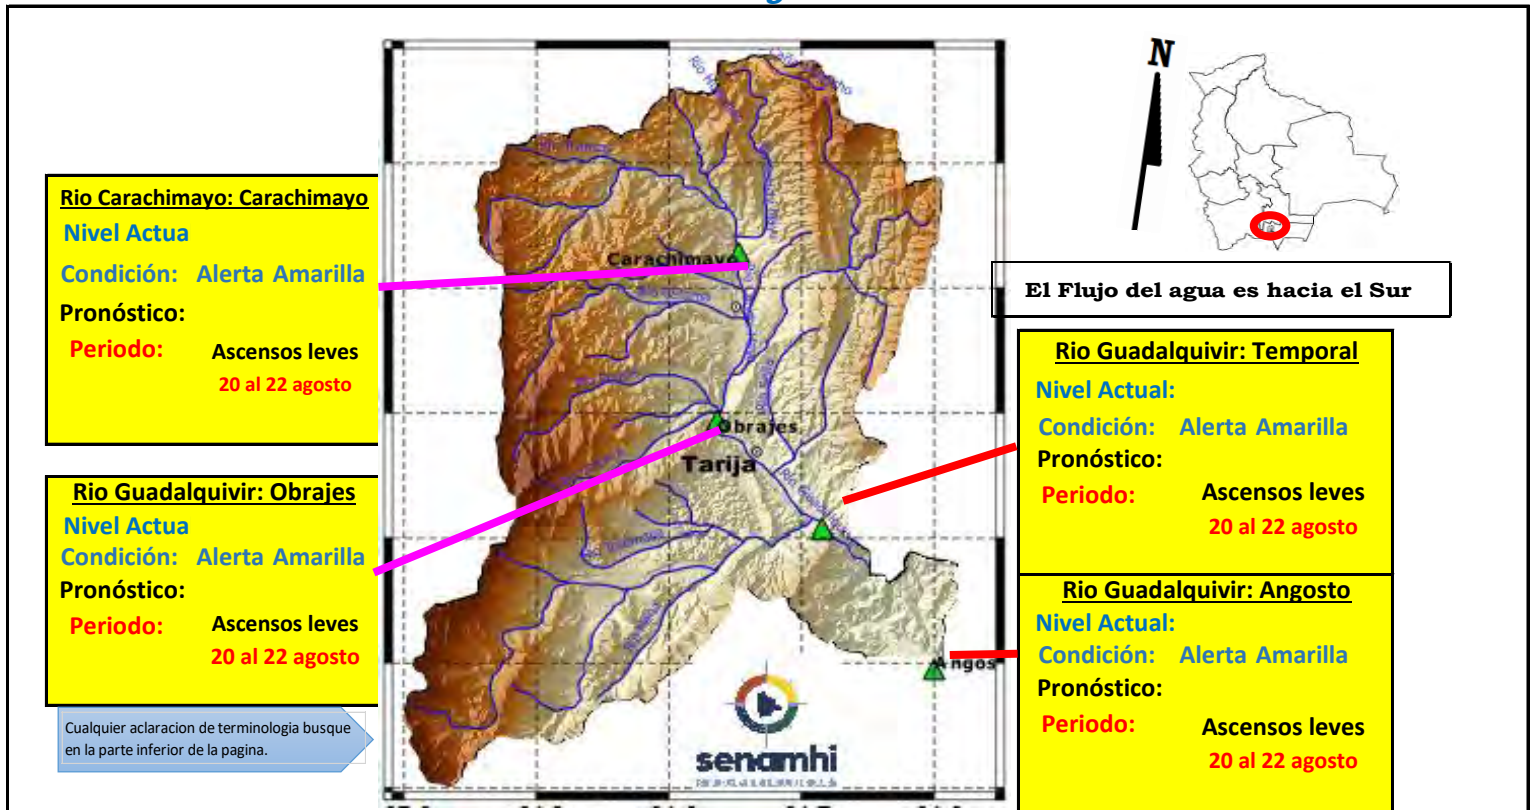 Rio Carachimayo: Carachimayo
Nivel Actua
Condición: Alerta Amarilla
Pronóstico:
Periodo: Ascensos leves
20 al 22 agosto
Rio Guadalquivir: Obrajes
Nivel Actua
Condición: Alerta Amarilla
Pronóstico:
Periodo: Ascensos leves
20 al 22 agosto
Cualquier aclaracion de terminologia busque
en la parte inferior de la pagina.
Carachimayo
Obrajes
Tarija
Angos
senamhi
N
El Flujo del agua es hacia el Sur
Rio Guadalquivir: Temporal
Nivel Actual:
Condición: Alerta Amarilla
Pronóstico:
Periodo: Ascensos leves
20 al 22 agosto
Rio Guadalquivir: Angosto
Nivel Actual:
Condición: Alerta Amarilla
Pronóstico:
Periodo: Ascensos leves
20 al 22 agosto